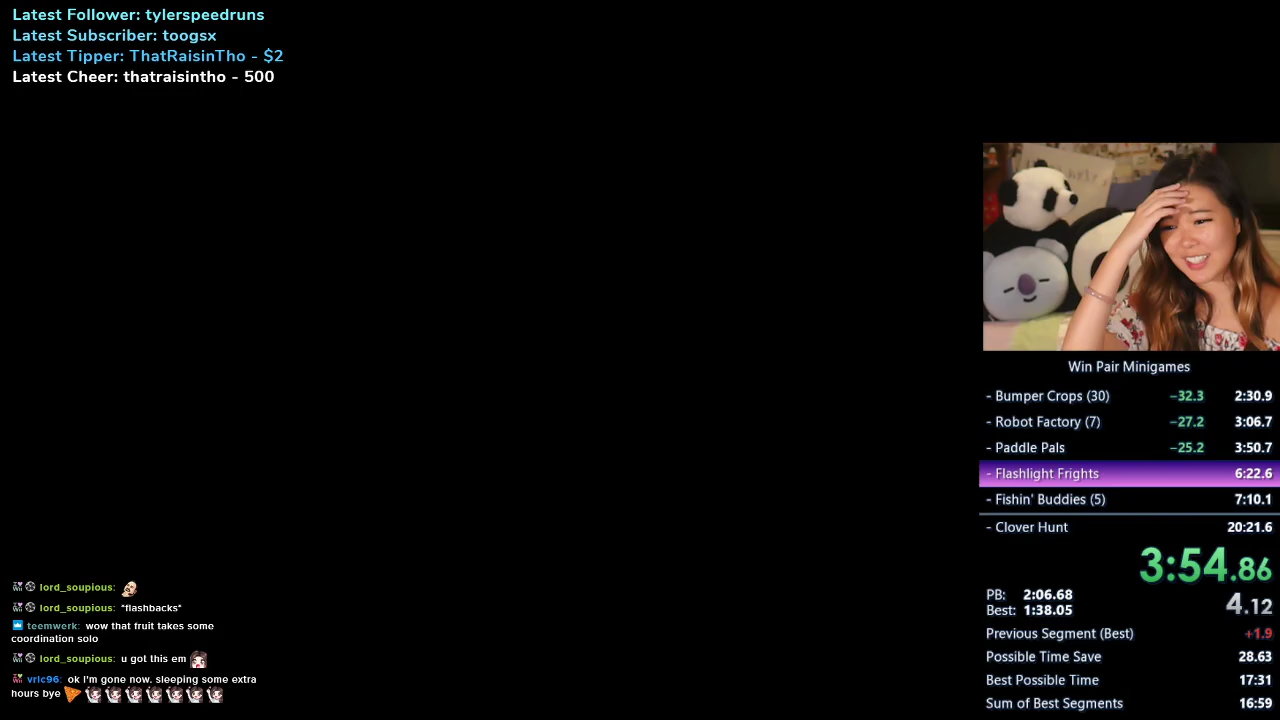 Latest Follower: tylerspeedruns
Latest Subscriber: toogsx
Latest Tipper: ThatRaisinTho - $2
Latest Cheer: thatraisintho - 500
Win Pair Minigames
- Bumper Crops (30) −32.3 2:30.9
- Robot Factory (7) −27.2 3:06.7
- Paddle Pals −25.2 3:50.7
- Flashlight Frights 6:22.6
- Fishin' Buddies (5) 7:10.1
- Clover Hunt 20:21.6
3:54.86
PB: 2:06.68
Best: 1:38.05
4.12
Previous Segment (Best) +1.9
Possible Time Save 28.63
Best Possible Time 17:31
Sum of Best Segments 16:59
lord_soupious:
lord_soupious: *flashbacks*
teemwerk: wow that fruit takes some
coordination solo
lord_soupious: u got this em
vric96: ok I'm gone now. sleeping some extra
hours bye